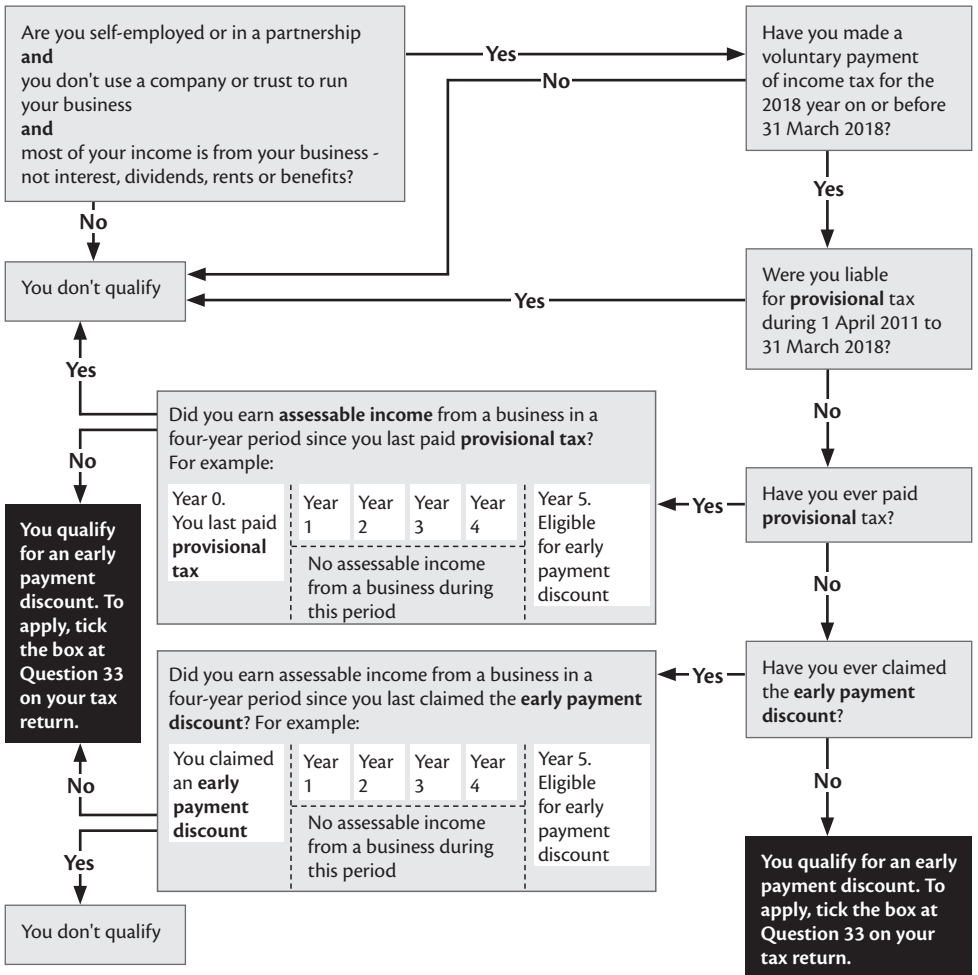 Are you self-employed or in a partnership
and
you don't use a company or trust to run
your business
and
most of your income is from your business -
not interest, dividends, rents or benefits?
Yes
No
Have you made a
voluntary payment
of income tax for the
2018 year on or before
31 March 2018?
No
Yes
You don't qualify
Yes
Were you liable
for provisional tax
during 1 April 2011 to
31 March 2018?
Yes
No
Did you earn assessable income from a business in a
four-year period since you last paid provisional tax?
For example:
Year 0.
You last paid
provisional
tax
Year
1
Year
2
Year
3
Year
4
No assessable income
from a business during
this period
Year 5.
Eligible
for early
payment
discount
Yes
Have you ever paid
provisional tax?
No
No
You qualify
for an early
payment
discount. To
apply, tick
the box at
Question 33
on your tax
return.
Did you earn assessable income from a business in a
four-year period since you last claimed the early payment
discount? For example:
You claimed
an early
payment
discount
Year
1
Year
2
Year
3
Year
4
No assessable income
from a business during
this period
Year 5.
Eligible
for early
payment
discount
Yes
Have you ever claimed
the early payment
discount?
No
No
Yes
You don't qualify
You qualify for an early
payment discount. To
apply, tick the box at
Question 33 on your
tax return.